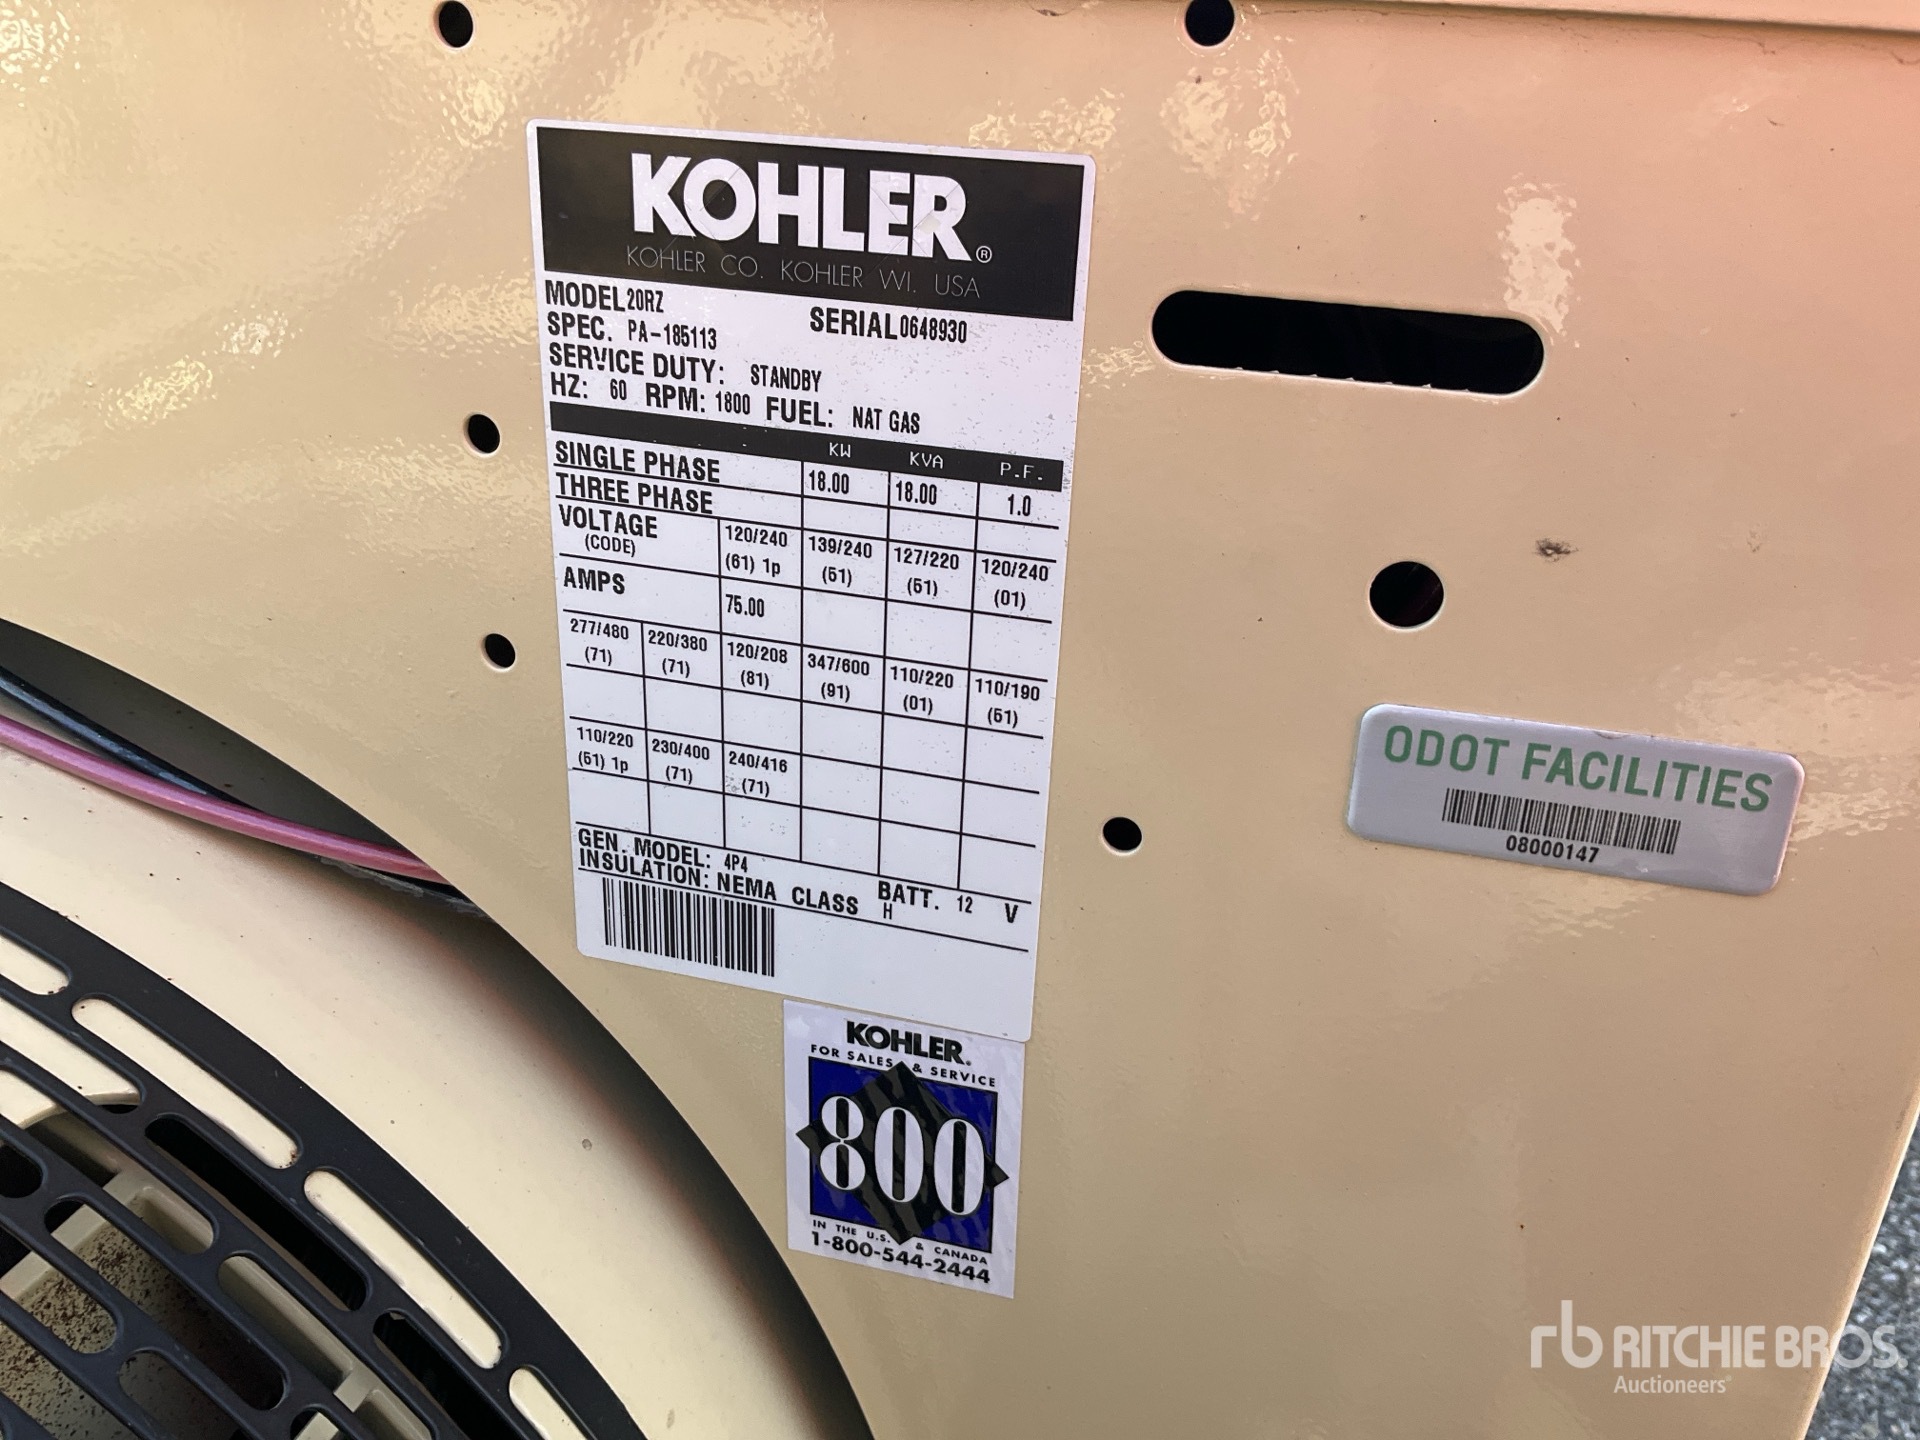 KOHLER®
KOHLER CO. KOHLER WI. USA
MODEL 20RZ
SERIAL 0648930
SPEC. PA-185113
SERVICE DUTY: STANDBY
HZ: 60 RPM: 1800 FUEL: NAT GAS
KW KVA P.F.
SINGLE PHASE 18.00 18.00 1.0
THREE PHASE
VOLTAGE 120/240 139/240 127/220 120/240
(CODE) (61) 1p (51) (61) (01)
AMPS 75.00
277/480 220/380 120/208 347/600 110/220 110/190
(71) (71) (81) (91) (01) (51)
110/220 230/400 240/416
(51) 1p (71) (71)
GEN. MODEL: 4P4 BATT. 12 V
INSULATION: NEMA CLASS H
KOHLER®
FOR SALES & SERVICE
800
IN THE U.S. & CANADA
1-800-544-2444
ODOT FACILITIES
08000147
rb RITCHIE BROS.
Auctioneers